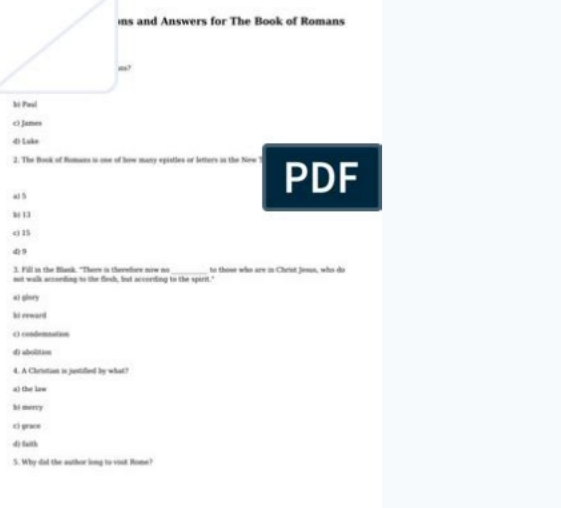 ons and Answers for The Book of Romans
ans?
b) Paul
c) James
d) Luke
2. The Book of Romans is one of how many epistles or letters in the New T
PDF
a) 5
b) 13
c) 15
d) 9
3. Fill in the Blank. "There is therefore now no _________ to those who are in Christ Jesus, who do
not walk according to the flesh, but according to the spirit."
a) glory
b) reward
c) condemnation
d) abolition
4. A Christian is justified by what?
a) the law
b) mercy
c) grace
d) faith
5. Why did the author long to visit Rome?